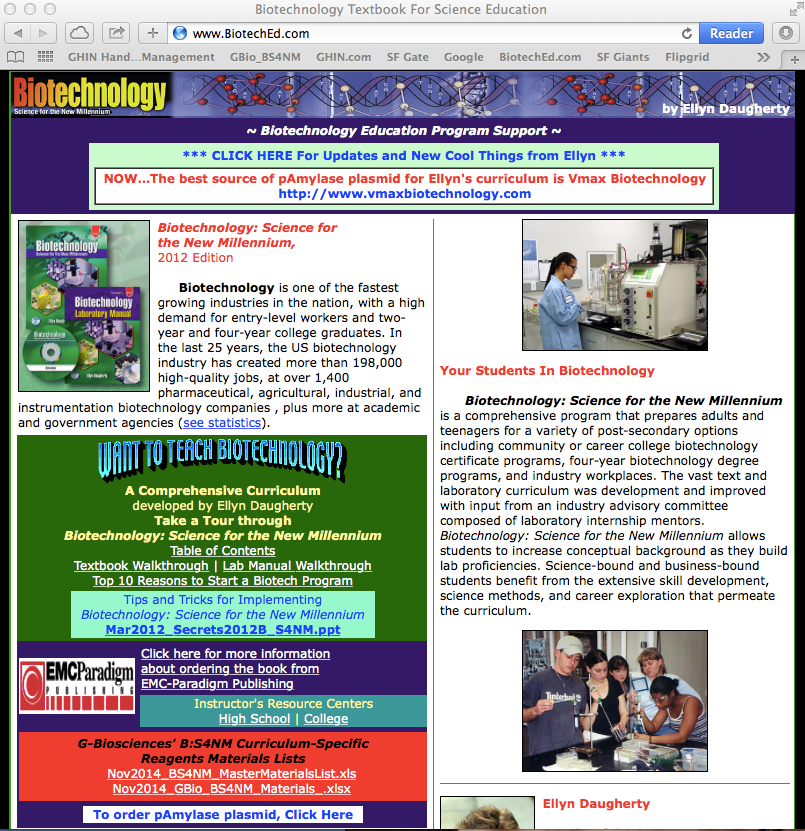 Biotechnology Textbook For Science Education
www.BiotechEd.com
Reader
GHIN Hand...Management GBio_BS4NM GHIN.com SF Gate Google BiotechEd.com SF Giants Flipgrid
Biotechnology
Science for the New Millennium
by Ellyn Daugherty
~ Biotechnology Education Program Support ~
*** CLICK HERE For Updates and New Cool Things from Ellyn ***
NOW...The best source of pAmylase plasmid for Ellyn's curriculum is Vmax Biotechnology
http://www.vmaxbiotechnology.com
Biotechnology
Science for the New Millennium
Biotechnology
Laboratory Manual
Biotechnology
Ellyn Daugherty
Biotechnology: Science for
the New Millennium,
2012 Edition
Biotechnology is one of the fastest
growing industries in the nation, with a high
demand for entry-level workers and two-
year and four-year college graduates. In
the last 25 years, the US biotechnology
industry has created more than 198,000
high-quality jobs, at over 1,400
pharmaceutical, agricultural, industrial, and
instrumentation biotechnology companies , plus more at academic
and government agencies (see statistics).
WANT TO TEACH BIOTECHNOLOGY?
A Comprehensive Curriculum
developed by Ellyn Daugherty
Take a Tour through
Biotechnology: Science for the New Millennium
Table of Contents
Textbook Walkthrough | Lab Manual Walkthrough
Top 10 Reasons to Start a Biotech Program
Tips and Tricks for Implementing
Biotechnology: Science for the New Millennium
Mar2012_Secrets2012B_S4NM.ppt
EMCParadigm
PUBLISHING
Click here for more information
about ordering the book from
EMC-Paradigm Publishing
Instructor's Resource Centers
High School | College
G-Biosciences' B:S4NM Curriculum-Specific
Reagents Materials Lists
Nov2014_BS4NM_MasterMaterialsList.xls
Nov2014_GBio_BS4NM_Materials_.xlsx
To order pAmylase plasmid, Click Here
Your Students In Biotechnology
Biotechnology: Science for the New Millennium
is a comprehensive program that prepares adults and
teenagers for a variety of post-secondary options
including community or career college biotechnology
certificate programs, four-year biotechnology degree
programs, and industry workplaces. The vast text and
laboratory curriculum was development and improved
with input from an industry advisory committee
composed of laboratory internship mentors.
Biotechnology: Science for the New Millennium allows
students to increase conceptual background as they build
lab proficiencies. Science-bound and business-bound
students benefit from the extensive skill development,
science methods, and career exploration that permeate
the curriculum.
Timberland
Ellyn Daugherty